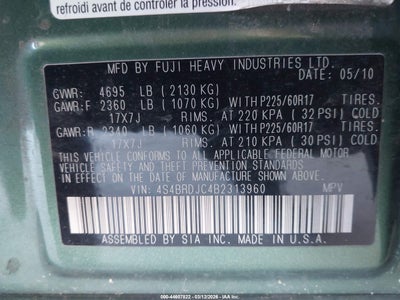 refroidi avant de contrôler la pression.
MFD BY FUJI HEAVY INDUSTRIES LTD.
DATE: 05/10
GVWR: 4695 LB (2130 KG)
GAWR:F 2360 LB (1070 KG) WITH P225/60R17 TIRES.
17X7J RIMS. AT 220 KPA (32 PSI) COLD
GAWR:R 2340 LB (1060 KG) WITH P225/60R17 TIRES.
17X7J RIMS. AT 210 KPA (30 PSI) COLD
THIS VEHICLE CONFORMS TO ALL APPLICABLE FEDERAL MOTOR
VEHICLE SAFETY AND THEFT PREVENTION STANDARDS
IN EFFECT ON THE DATE OF MANUFACTURE
SHOWN ABOVE.
VIN: 4S4BRDJC4B2313960 MPV
ASSEMBLED BY SIA INC. MADE IN U.S.A.
000-44607822 - 03/13/2026 - IAAI.COM